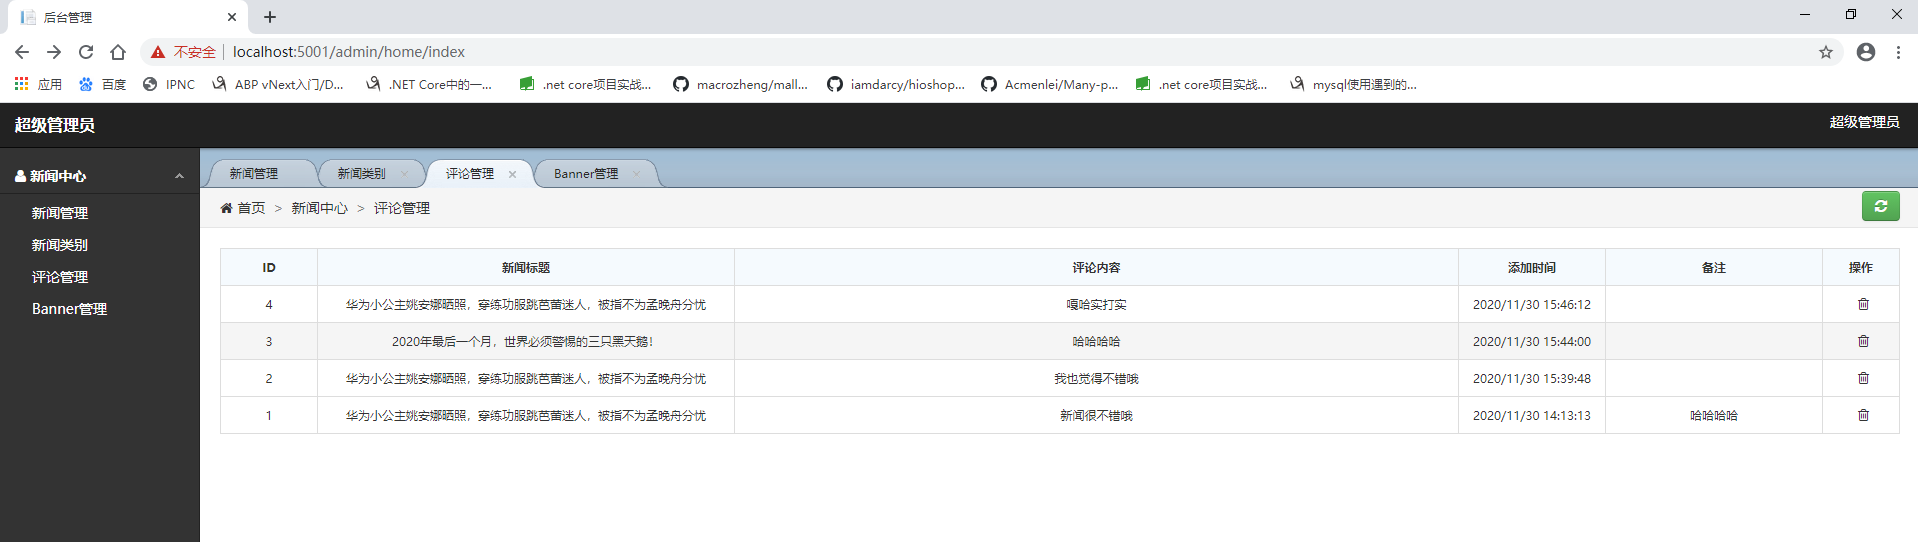 后台管理
不安全 localhost:5001/admin/home/index
应用 百度 IPNC ABP vNext入门/D... .NET Core中的一... .net core项目实战... macrozheng/mall... iamdarcy/hioshop... Acmenlei/Many-p... .net core项目实战... mysql使用遇到的...
超级管理员 超级管理员
新闻中心
新闻管理
新闻类别
评论管理
Banner管理
新闻管理 新闻类别 评论管理 Banner管理
首页 > 新闻中心 > 评论管理
ID 新闻标题 评论内容 添加时间 备注 操作
4 华为小公主姚安娜晒照，穿练功服跳芭蕾迷人，被指不为孟晚舟分忧 嘎哈实打实 2020/11/30 15:46:12
3 2020年最后一个月，世界必须警惕的三只黑天鹅！ 哈哈哈哈 2020/11/30 15:44:00
2 华为小公主姚安娜晒照，穿练功服跳芭蕾迷人，被指不为孟晚舟分忧 我也觉得不错哦 2020/11/30 15:39:48
1 华为小公主姚安娜晒照，穿练功服跳芭蕾迷人，被指不为孟晚舟分忧 新闻很不错哦 2020/11/30 14:13:13 哈哈哈哈